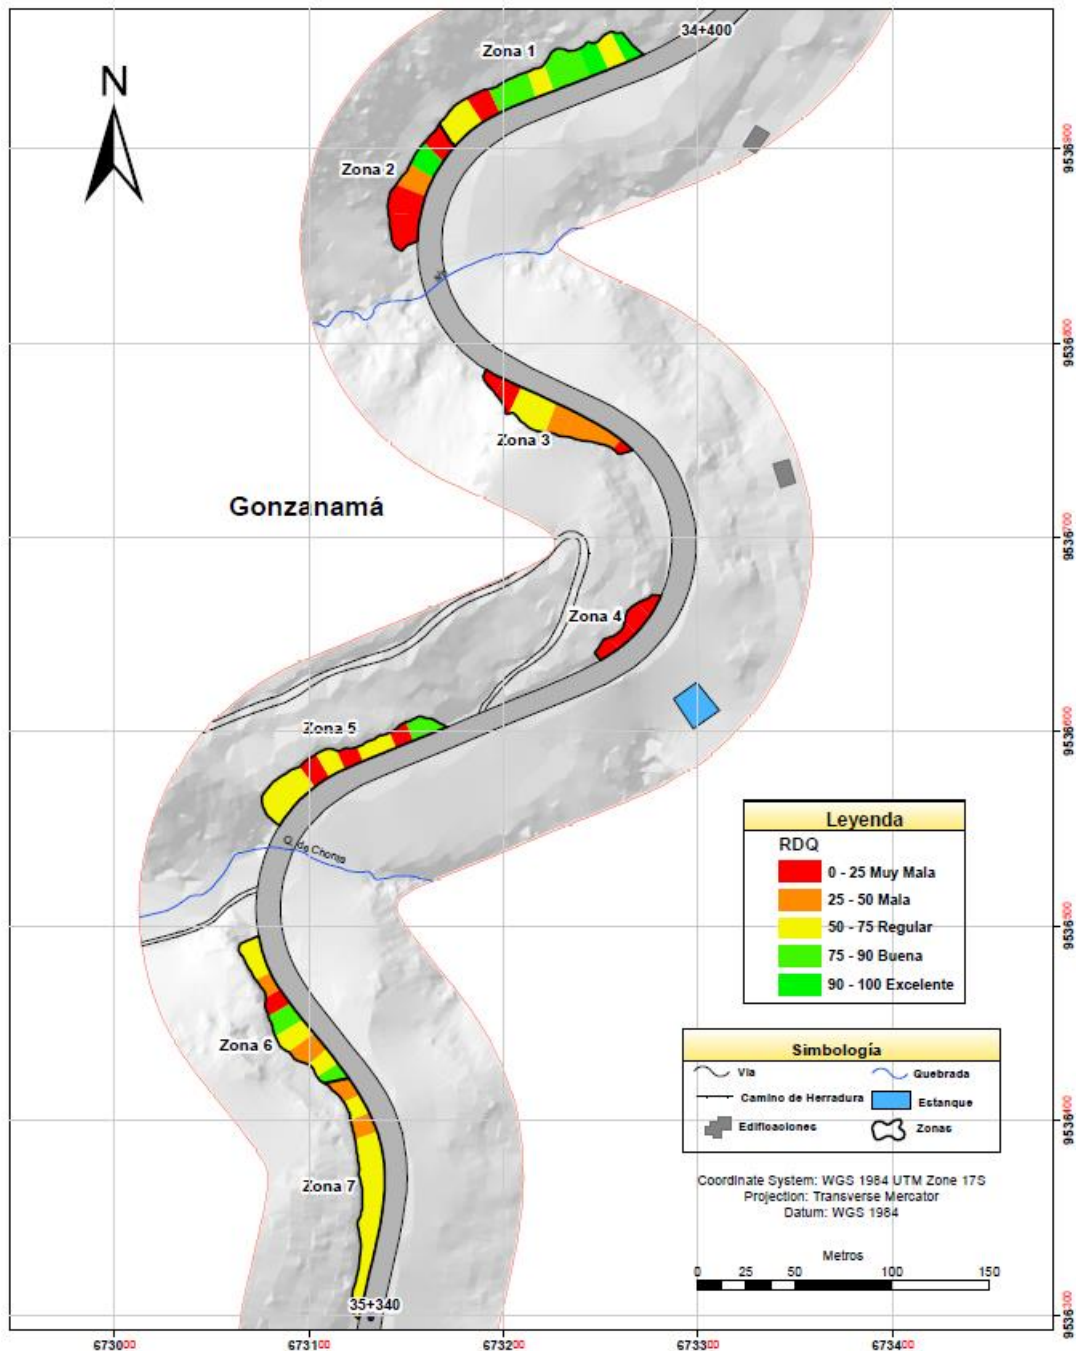 34+400
Zona 1
N
Zona 2
Zona 3
Gonzanamá
Zona 4
Zona 5
Q. de Chonta
Zona 6
Zona 7
35+340
Leyenda
RDQ
0 - 25 Muy Mala
25 - 50 Mala
50 - 75 Regular
75 - 90 Buena
90 - 100 Excelente
Simbología
Via
Quebrada
Camino de Herradura
Estanque
Edificaciones
Zonas
Coordinate System: WGS 1984 UTM Zone 17S
Projection: Transverse Mercator
Datum: WGS 1984
Metros
0 25 50 100 150
9536900
9536800
9536700
9536600
9536500
9536400
9536300
673000 673100 673200 673300 673400